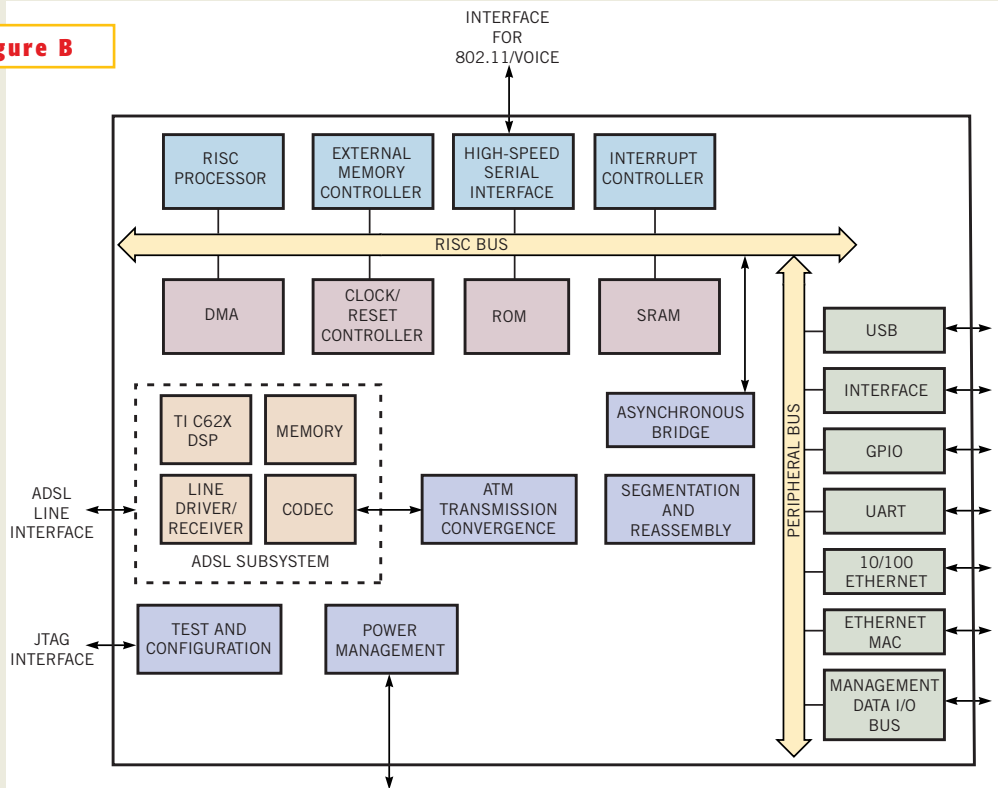 gure B
INTERFACE
FOR
802.11/VOICE
RISC
PROCESSOR
EXTERNAL
MEMORY
CONTROLLER
HIGH-SPEED
SERIAL
INTERFACE
INTERRUPT
CONTROLLER
RISC BUS
DMA
CLOCK/
RESET
CONTROLLER
ROM
SRAM
USB
INTERFACE
GPIO
UART
10/100
ETHERNET
ETHERNET
MAC
MANAGEMENT
DATA I/O
BUS
PERIPHERAL BUS
ASYNCHRONOUS
BRIDGE
TI C62X
DSP
MEMORY
LINE
DRIVER/
RECEIVER
CODEC
ADSL SUBSYSTEM
ADSL
LINE
INTERFACE
ATM
TRANSMISSION
CONVERGENCE
SEGMENTATION
AND
REASSEMBLY
JTAG
INTERFACE
TEST AND
CONFIGURATION
POWER
MANAGEMENT